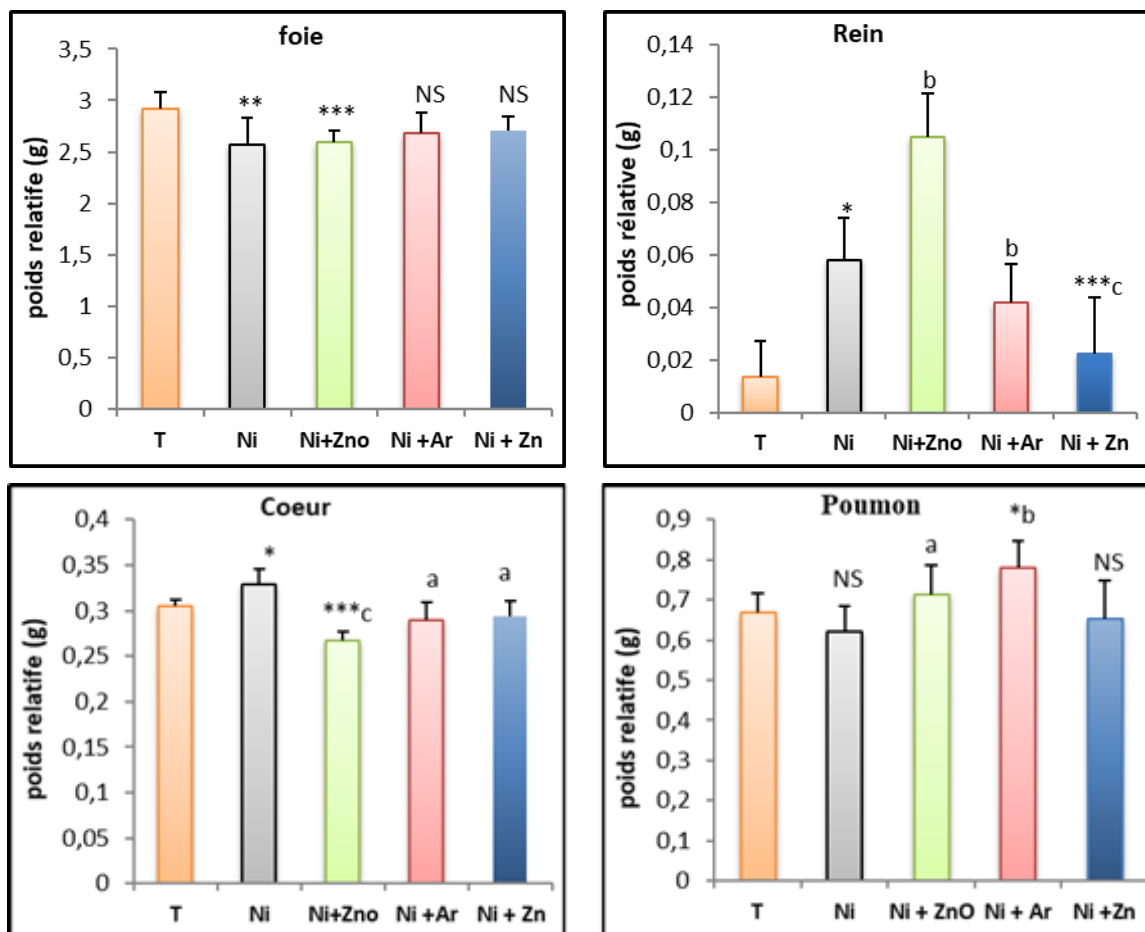 foie
poids relatife (g)
3,5
3
2,5
2
1,5
1
0,5
0
** *** NS NS
T Ni Ni+Zno Ni +Ar Ni + Zn
Rein
poids rélative (g)
0,14
0,12
0,1
0,08
0,06
0,04
0,02
0
* b b ***c
T Ni Ni+Zno Ni +Ar Ni + Zn
Coeur
poids relatife (g)
0,4
0,35
0,3
0,25
0,2
0,15
0,1
0,05
0
* ***c a a
T Ni Ni+Zno Ni +Ar Ni + Zn
Poumon
poids relatife (g)
0,9
0,8
0,7
0,6
0,5
0,4
0,3
0,2
0,1
0
NS a *b NS
T Ni Ni + ZnO Ni + Ar Ni +Zn